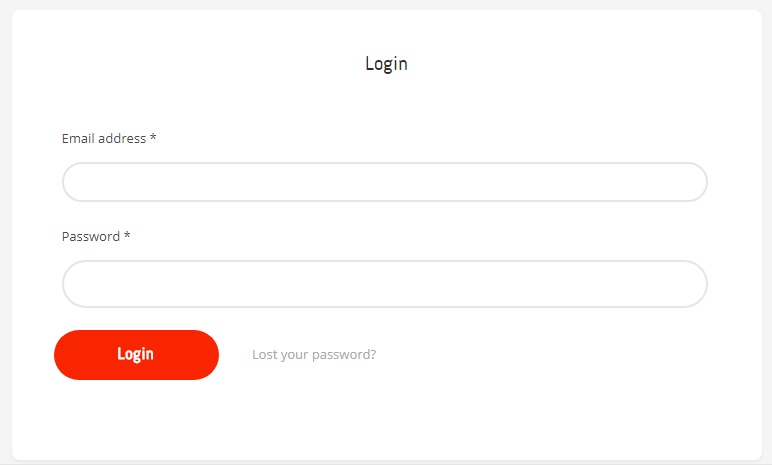 Login
Email address *
Password *
Login
Lost your password?